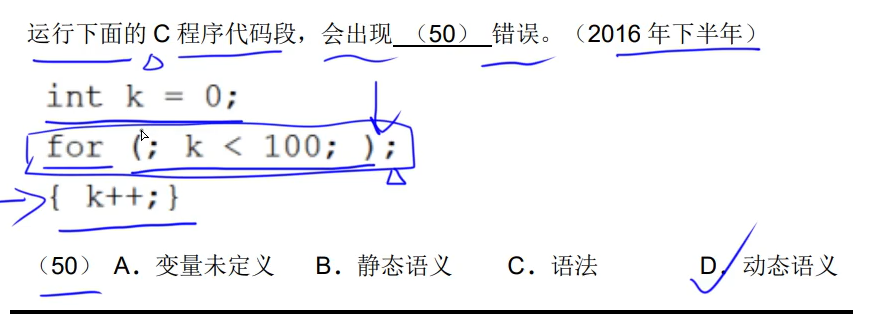 运行下面的 C 程序代码段，会出现 （50） 错误。（2016 年下半年）
int k = 0;
for (; k < 100; );
{ k++;}
（50） A．变量未定义 B．静态语义 C．语法 D．动态语义